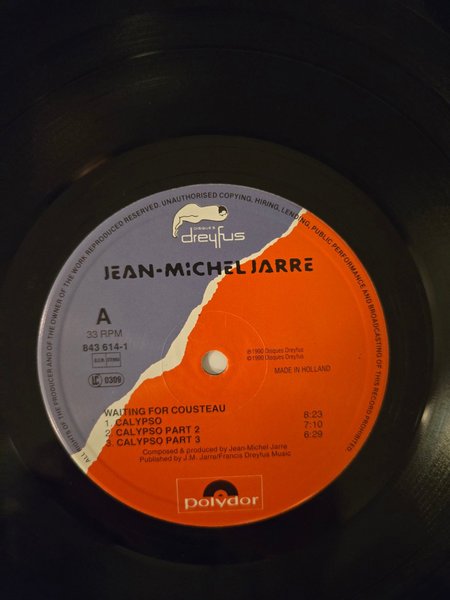 ALL RIGHTS OF THE PRODUCER AND OF THE OWNER OF THE WORK REPRODUCED RESERVED. UNAUTHORISED COPYING, HIRING, LENDING, PUBLIC PERFORMANCE AND BROADCASTING OF THIS RECORD PROHIBITED
DISQUES
dreyfus
JEAN-MICHEL JARRE
A
33 RPM
843 614-1
STEREO
LC 0309
℗1990 Disques Dreyfus
©1990 Disques Dreyfus
MADE IN HOLLAND
WAITING FOR COUSTEAU
1. CALYPSO 8:23
2. CALYPSO PART 2 7:10
3. CALYPSO PART 3 6:29
Composed & produced by Jean-Michel Jarre
Published by J.M. Jarre/Francis Dreyfus Music
polydor